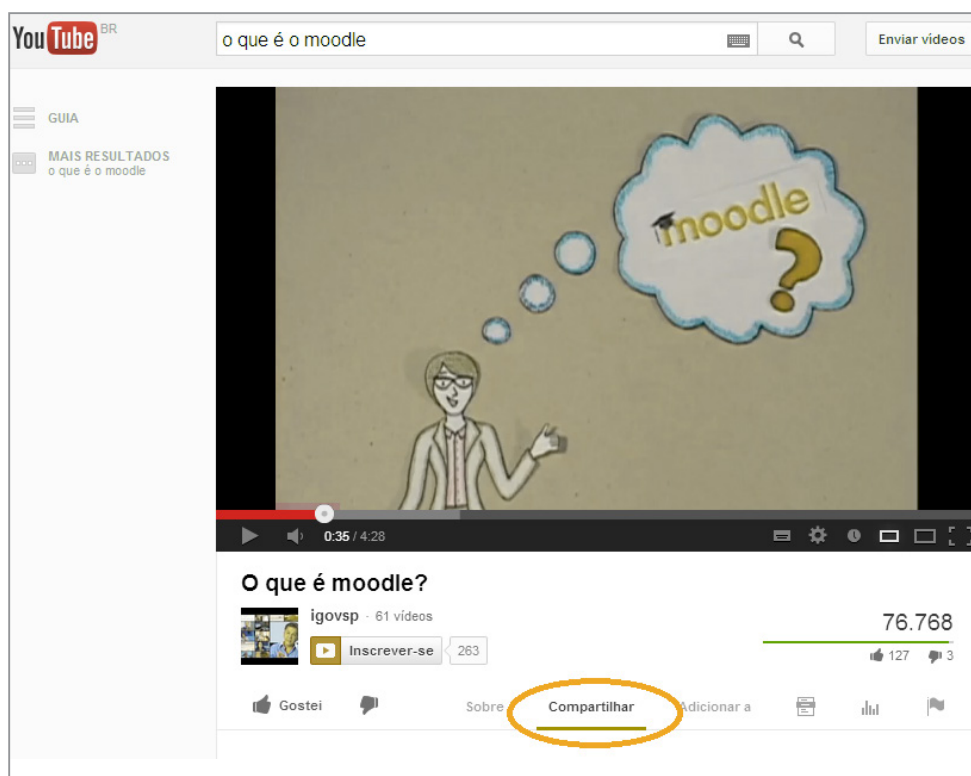 YouTube BR
o que é o moodle
Enviar vídeos
GUIA
MAIS RESULTADOS
o que é o moodle
moodle
?
0:35 / 4:28
O que é moodle?
igovsp · 61 vídeos
Inscrever-se 263
76.768
127 3
Gostei
Sobre Compartilhar Adicionar a